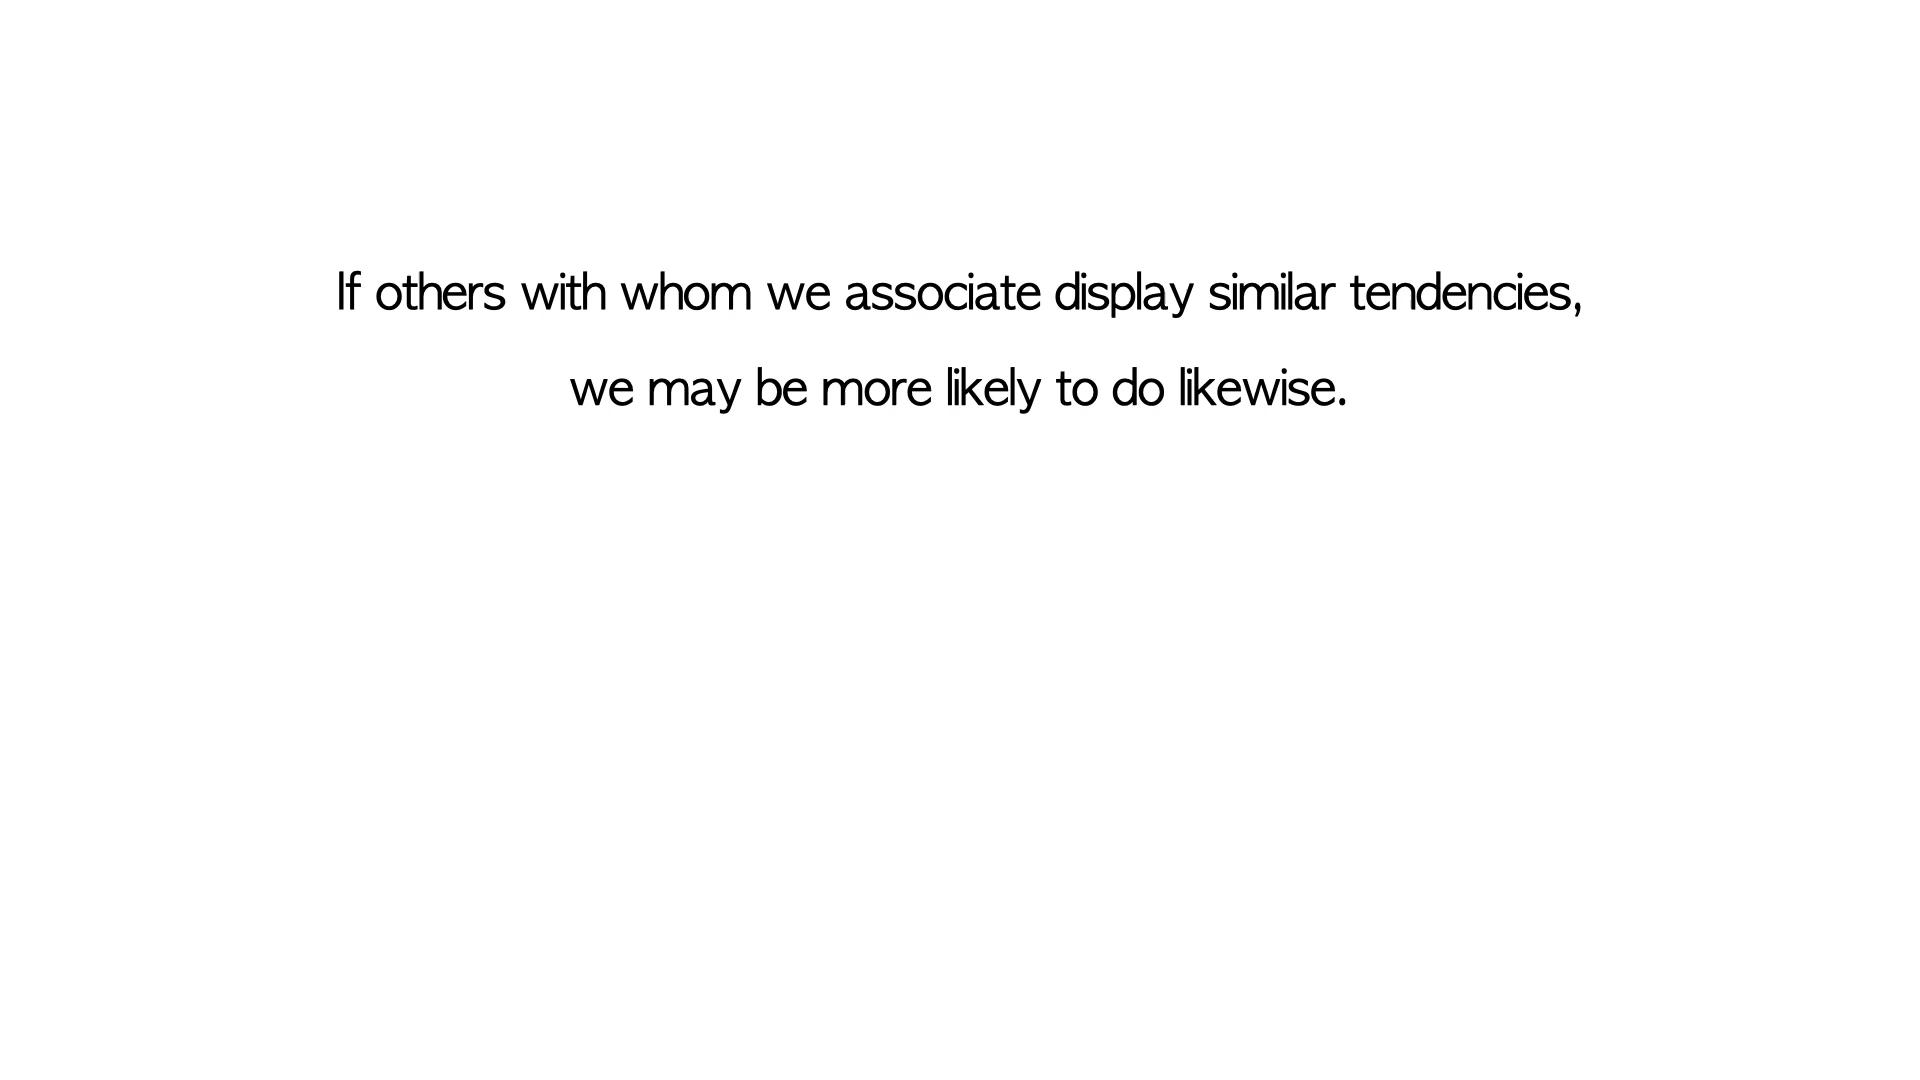 If others with whom we associate display similar tendencies,
we may be more likely to do likewise.